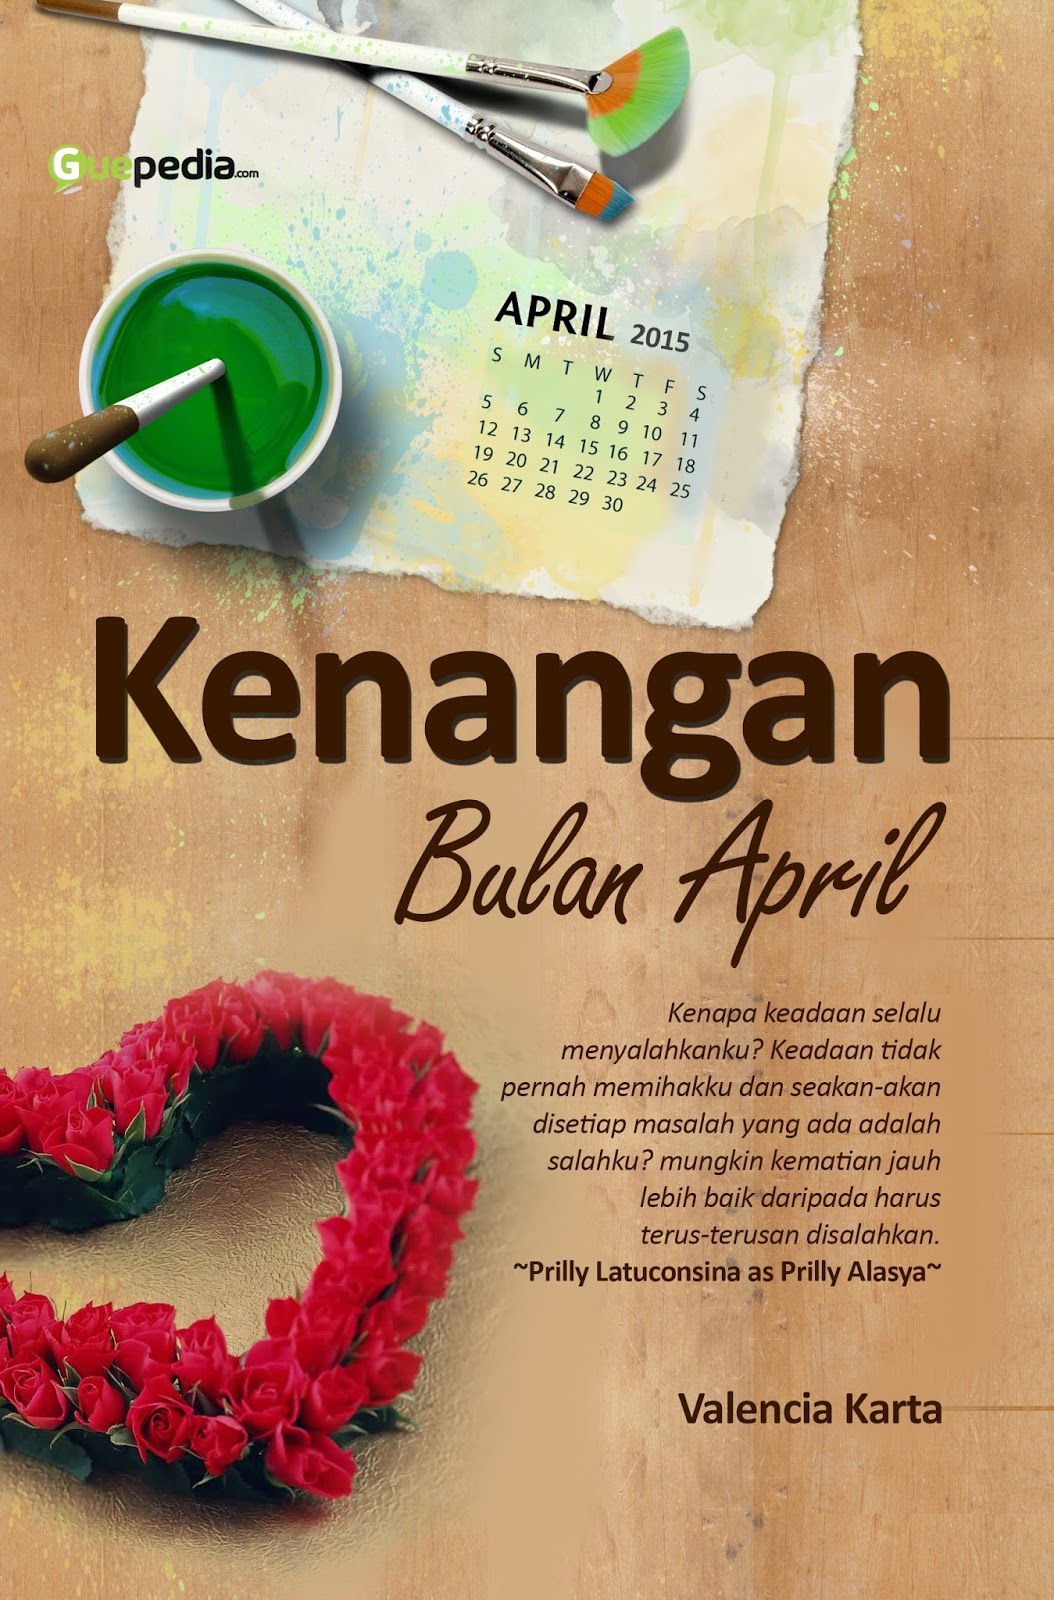 Guepedia.com
APRIL 2015
S M T W T F S
1 2 3 4
5 6 7 8 9 10 11
12 13 14 15 16 17 18
19 20 21 22 23 24 25
26 27 28 29 30
Kenangan
Bulan April
Kenapa keadaan selalu
menyalahkanku? Keadaan tidak
pernah memihakku dan seakan-akan
disetiap masalah yang ada adalah
salahku? mungkin kematian jauh
lebih baik daripada harus
terus-terusan disalahkan.
~Prilly Latuconsina as Prilly Alasya~
Valencia Karta